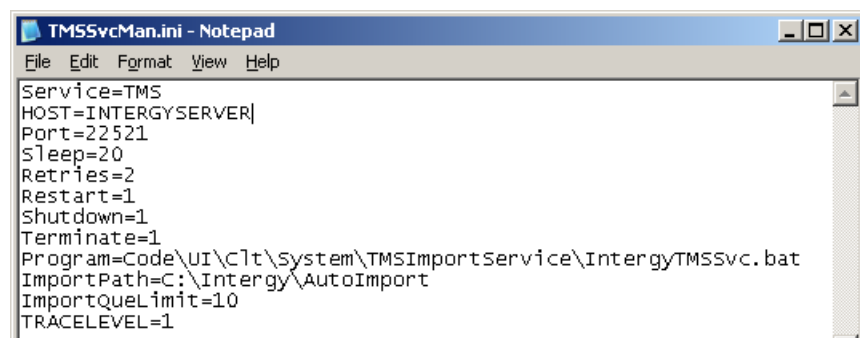 TMSSvcMan.ini - Notepad
File Edit Format View Help
Service=TMS
HOST=INTERGYSERVER
Port=22521
Sleep=20
Retries=2
Restart=1
Shutdown=1
Terminate=1
Program=Code\UI\Clt\System\TMSImportService\IntergyTMSSvc.bat
ImportPath=C:\Intergy\AutoImport
ImportQueLimit=10
TRACELEVEL=1